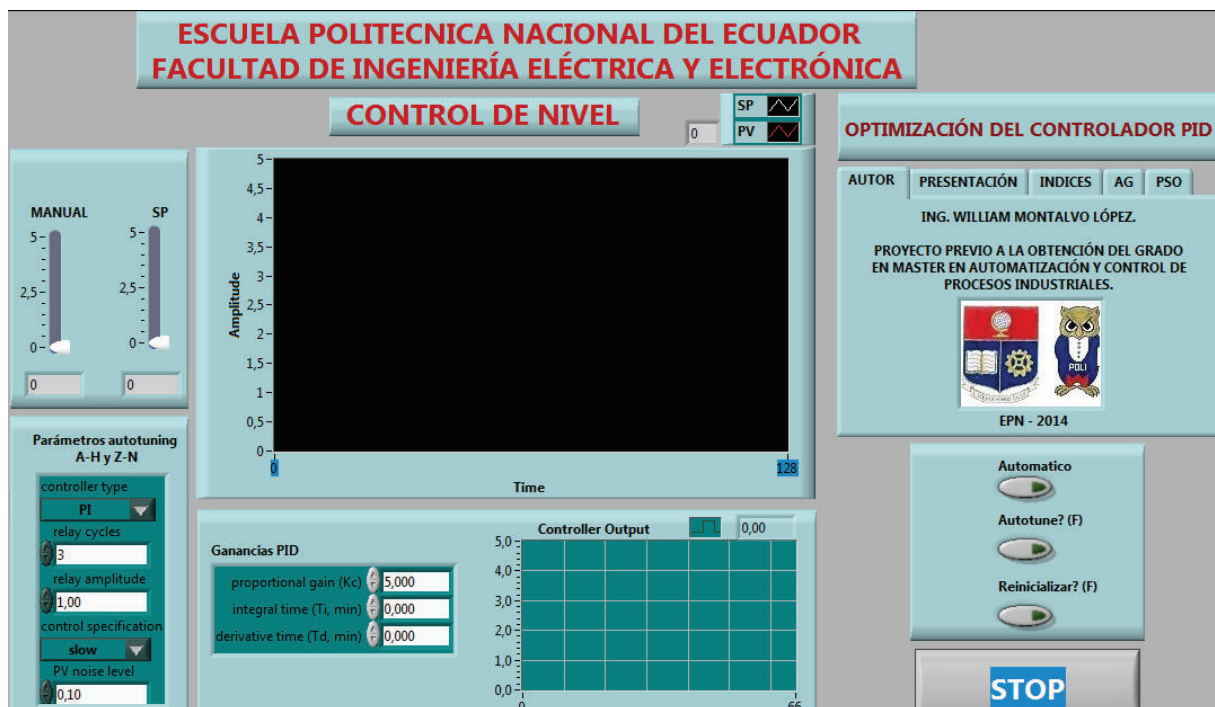 ESCUELA POLITECNICA NACIONAL DEL ECUADOR
FACULTAD DE INGENIERÍA ELÉCTRICA Y ELECTRÓNICA
CONTROL DE NIVEL
0
SP
PV
OPTIMIZACIÓN DEL CONTROLADOR PID
MANUAL
5
2,5
0
0
SP
5
2,5
0
0
Amplitude
5
4,5
4
3,5
3
2,5
2
1,5
1
0,5
0
0
128
Time
AUTOR PRESENTACIÓN INDICES AG PSO
ING. WILLIAM MONTALVO LÓPEZ.
PROYECTO PREVIO A LA OBTENCIÓN DEL GRADO
EN MASTER EN AUTOMATIZACIÓN Y CONTROL DE
PROCESOS INDUSTRIALES.
POLI
EPN - 2014
Parámetros autotuning
A-H y Z-N
controller type
PI
relay cycles
3
relay amplitude
1,00
control specification
slow
PV noise level
0,10
Ganancias PID
proportional gain (Kc) 5,000
integral time (Ti, min) 0,000
derivative time (Td, min) 0,000
Controller Output
0,00
5,0
4,0
3,0
2,0
1,0
0,0
0
66
Automatico
Autotune? (F)
Reinicializar? (F)
STOP